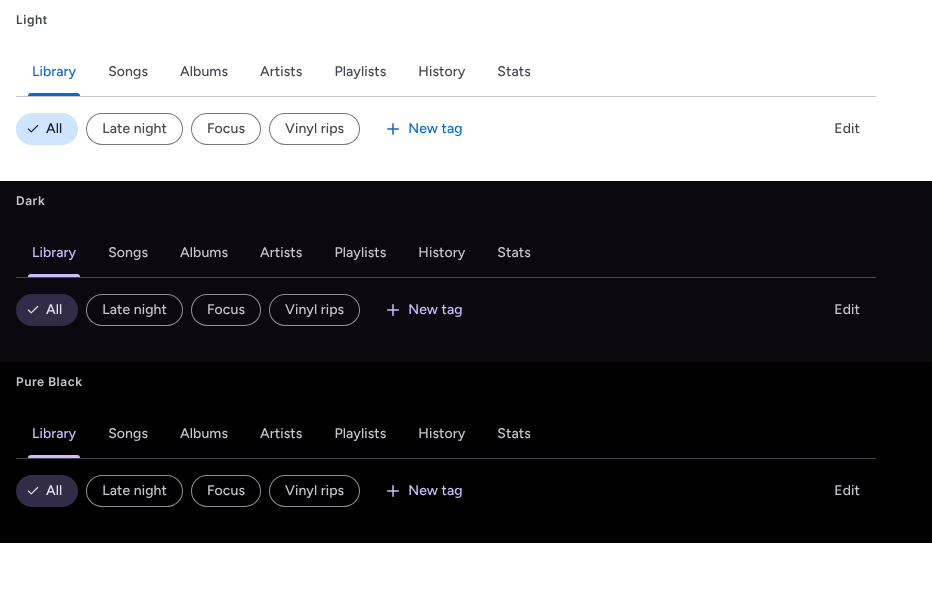 Light
Library Songs Albums Artists Playlists History Stats
All Late night Focus Vinyl rips + New tag Edit
Dark
Library Songs Albums Artists Playlists History Stats
All Late night Focus Vinyl rips + New tag Edit
Pure Black
Library Songs Albums Artists Playlists History Stats
All Late night Focus Vinyl rips + New tag Edit